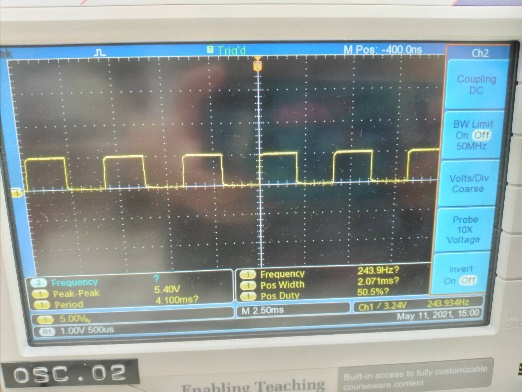 Trig'd M Pos: -400.0ns Ch2
Coupling
DC
BW Limit
On Off
50MHz
Volts/Div
Coarse
Probe
10X
Voltage
Invert
On Off
2 Frequency ?
1 Peak-Peak 5.40V
1 Period 4.100ms?
1 Frequency 243.9Hz?
1 Pos Width 2.071ms?
1 Pos Duty 50.5%?
1 5.00V
M 2.50ms
Ch1 / 3.24V 243.934Hz
R1 1.00V 500us
May 11, 2021, 15:00
OSC.02
Enabling Teaching
Built-in access to fully customizable
courseware content